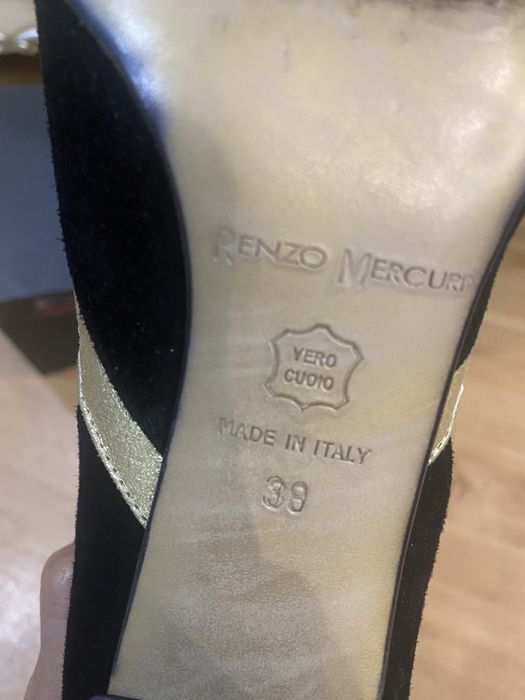 RENZO MERCURI
VERO
CUOIO
MADE IN ITALY
39